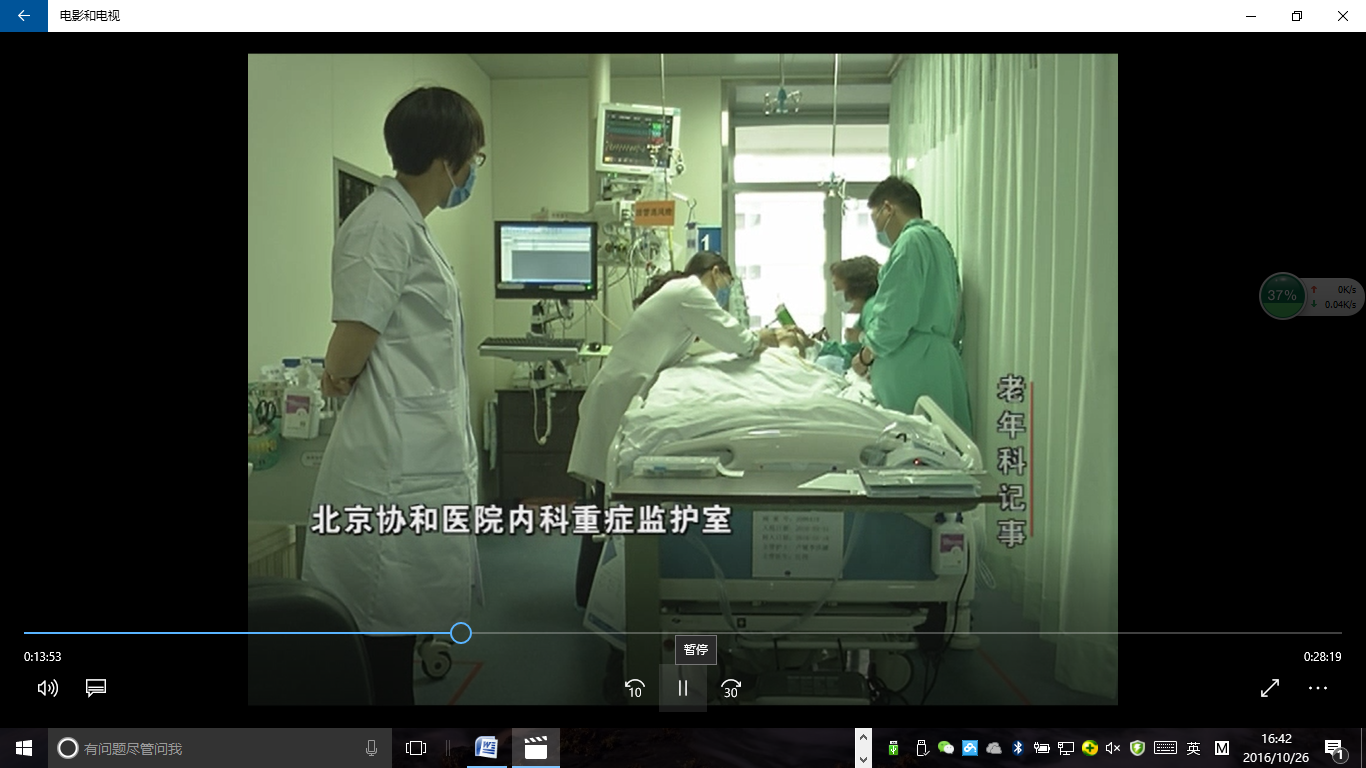 电影和电视
1
37%
0K/s
0.04K/s
老年科记事
北京协和医院内科重症监护室
暂停
0:13:53
0:28:19
10
30
有问题尽管问我
英
M
16:42
2016/10/26
1